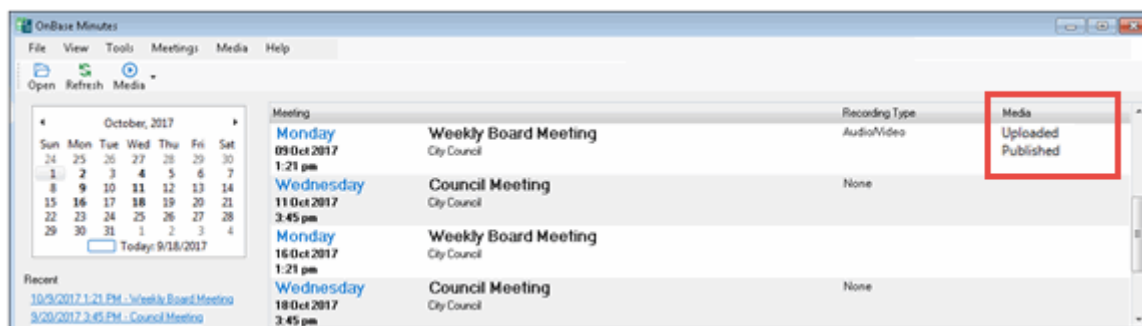 OnBase Minutes
File View Tools Meetings Media Help
Open Refresh Media
October, 2017
Sun Mon Tue Wed Thu Fri Sat
24 25 26 27 28 29 30
1 2 3 4 5 6 7
8 9 10 11 12 13 14
15 16 17 18 19 20 21
22 23 24 25 26 27 28
29 30 31 1 2 3 4
Today: 9/18/2017
Recent
10/9/2017 1:21 PM - Weekly Board Meeting
9/20/2017 3:45 PM - Council Meeting
Meeting Recording Type Media
Monday Weekly Board Meeting Audio/Video Uploaded
09 Oct 2017 City Council Published
1:21 pm
Wednesday Council Meeting None
11 Oct 2017 City Council
3:45 pm
Monday Weekly Board Meeting
16 Oct 2017 City Council
1:21 pm
Wednesday Council Meeting None
18 Oct 2017 City Council
3:45 pm